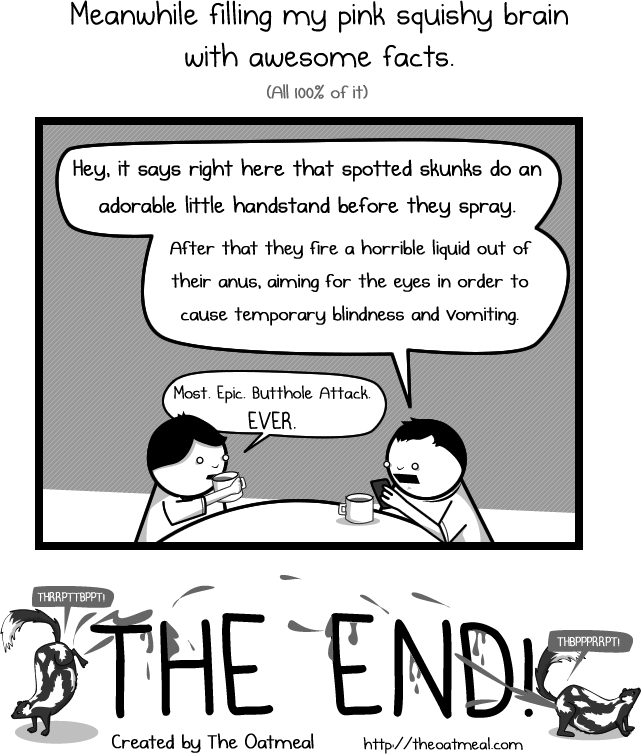 Meanwhile filling my pink squishy brain
with awesome facts.
(All 100% of it)
Hey, it says right here that spotted skunks do an
adorable little handstand before they spray.
After that they fire a horrible liquid out of
their anus, aiming for the eyes in order to
cause temporary blindness and vomiting.
Most. Epic. Butthole Attack.
EVER.
THRRPTTBPPT!
THE END!
THBPPPRRPT!
Created by The Oatmeal
http://theoatmeal.com